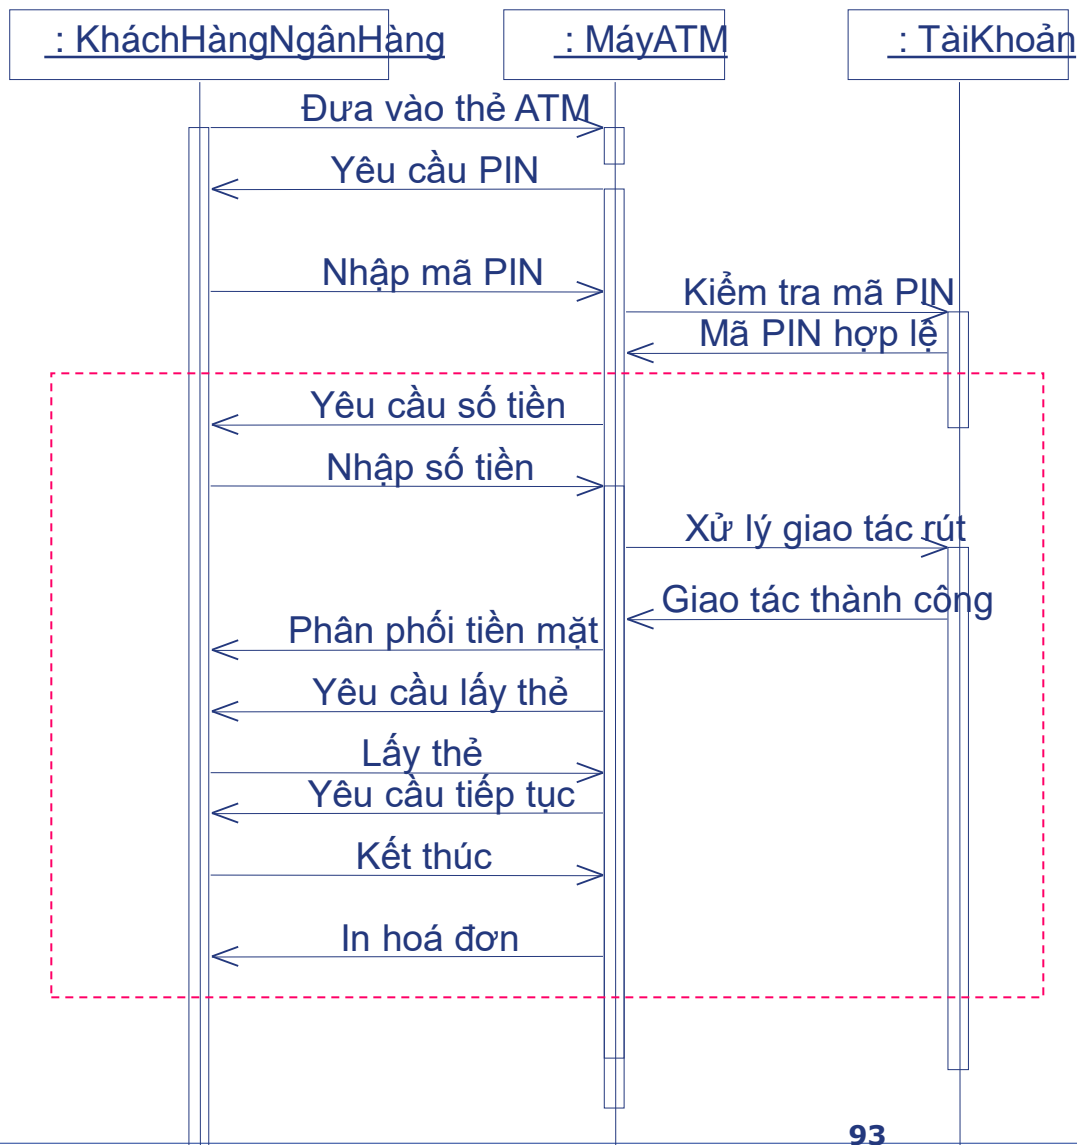 : KháchHàngNgânHàng
: MáyATM
: TàiKhoản
Đưa vào thẻ ATM
Yêu cầu PIN
Nhập mã PIN
Kiểm tra mã PIN
Mã PIN hợp lệ
Yêu cầu số tiền
Nhập số tiền
Xử lý giao tác rút
Giao tác thành công
Phân phối tiền mặt
Yêu cầu lấy thẻ
Lấy thẻ
Yêu cầu tiếp tục
Kết thúc
In hoá đơn
93